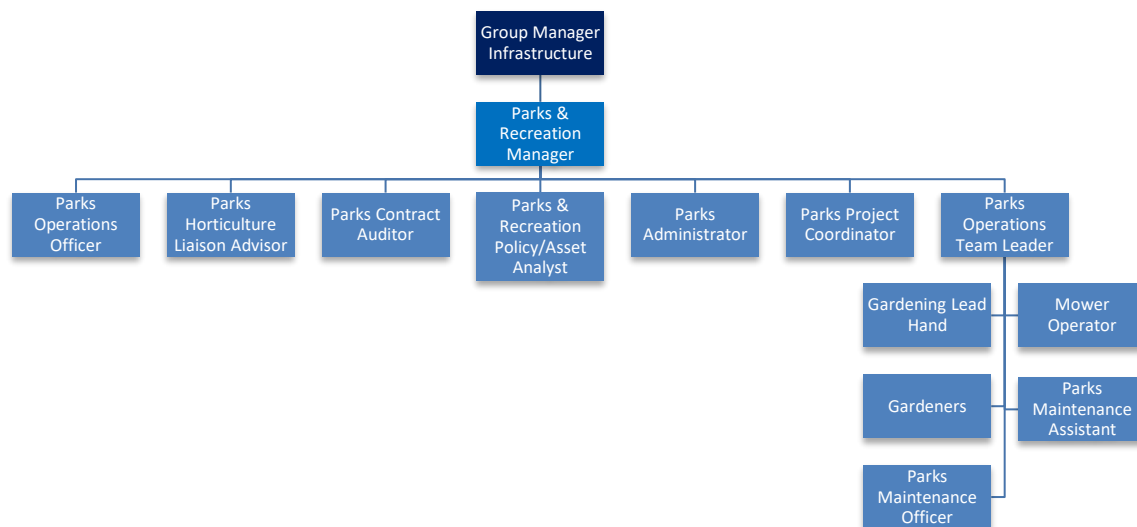 Group Manager
Infrastructure
Parks &
Recreation
Manager
Parks
Operations
Officer
Parks
Horticulture
Liaison Advisor
Parks Contract
Auditor
Parks &
Recreation
Policy/Asset
Analyst
Parks
Administrator
Parks Project
Coordinator
Parks
Operations
Team Leader
Gardening Lead
Hand
Mower
Operator
Gardeners
Parks
Maintenance
Assistant
Parks
Maintenance
Officer